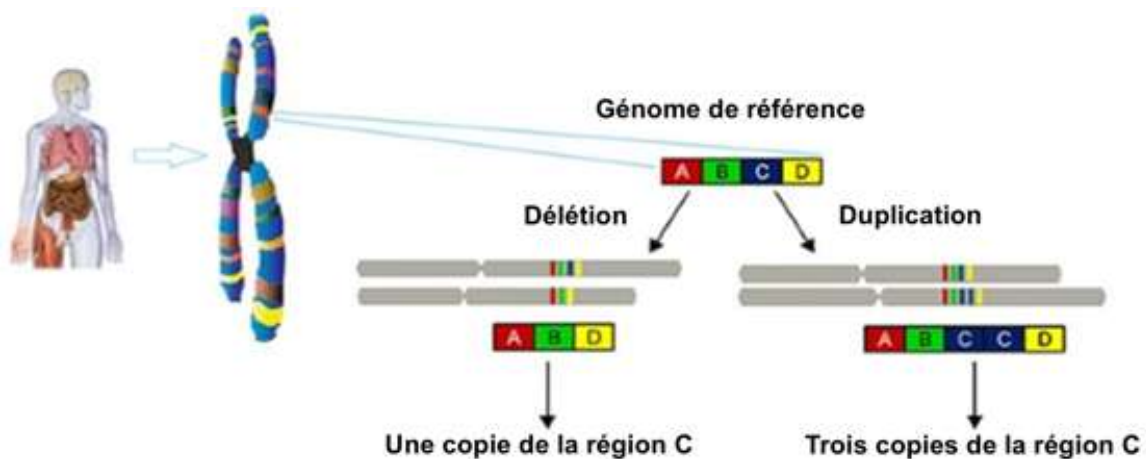 Génome de référence
A B C D
Délétion Duplication
A B D A B C C D
Une copie de la région C Trois copies de la région C